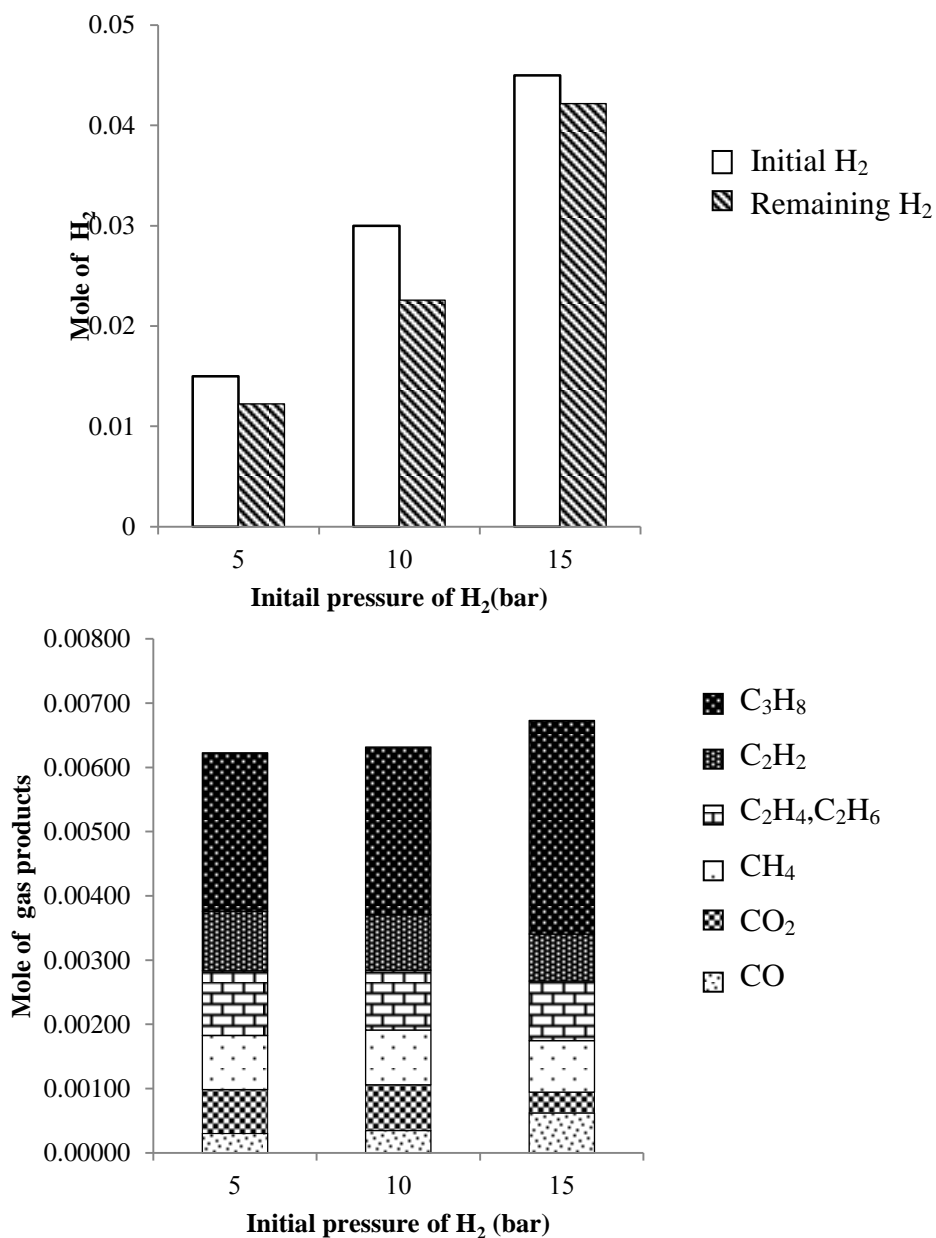 0.05
0.04
0.03
0.02
0.01
0
Mole of H₂
5 10 15
Initail pressure of H₂(bar)
Initial H₂
Remaining H₂
0.00800
0.00700
0.00600
0.00500
0.00400
0.00300
0.00200
0.00100
0.00000
Mole of gas products
5 10 15
Initial pressure of H₂ (bar)
C₃H₈
C₂H₂
C₂H₄,C₂H₆
CH₄
CO₂
CO